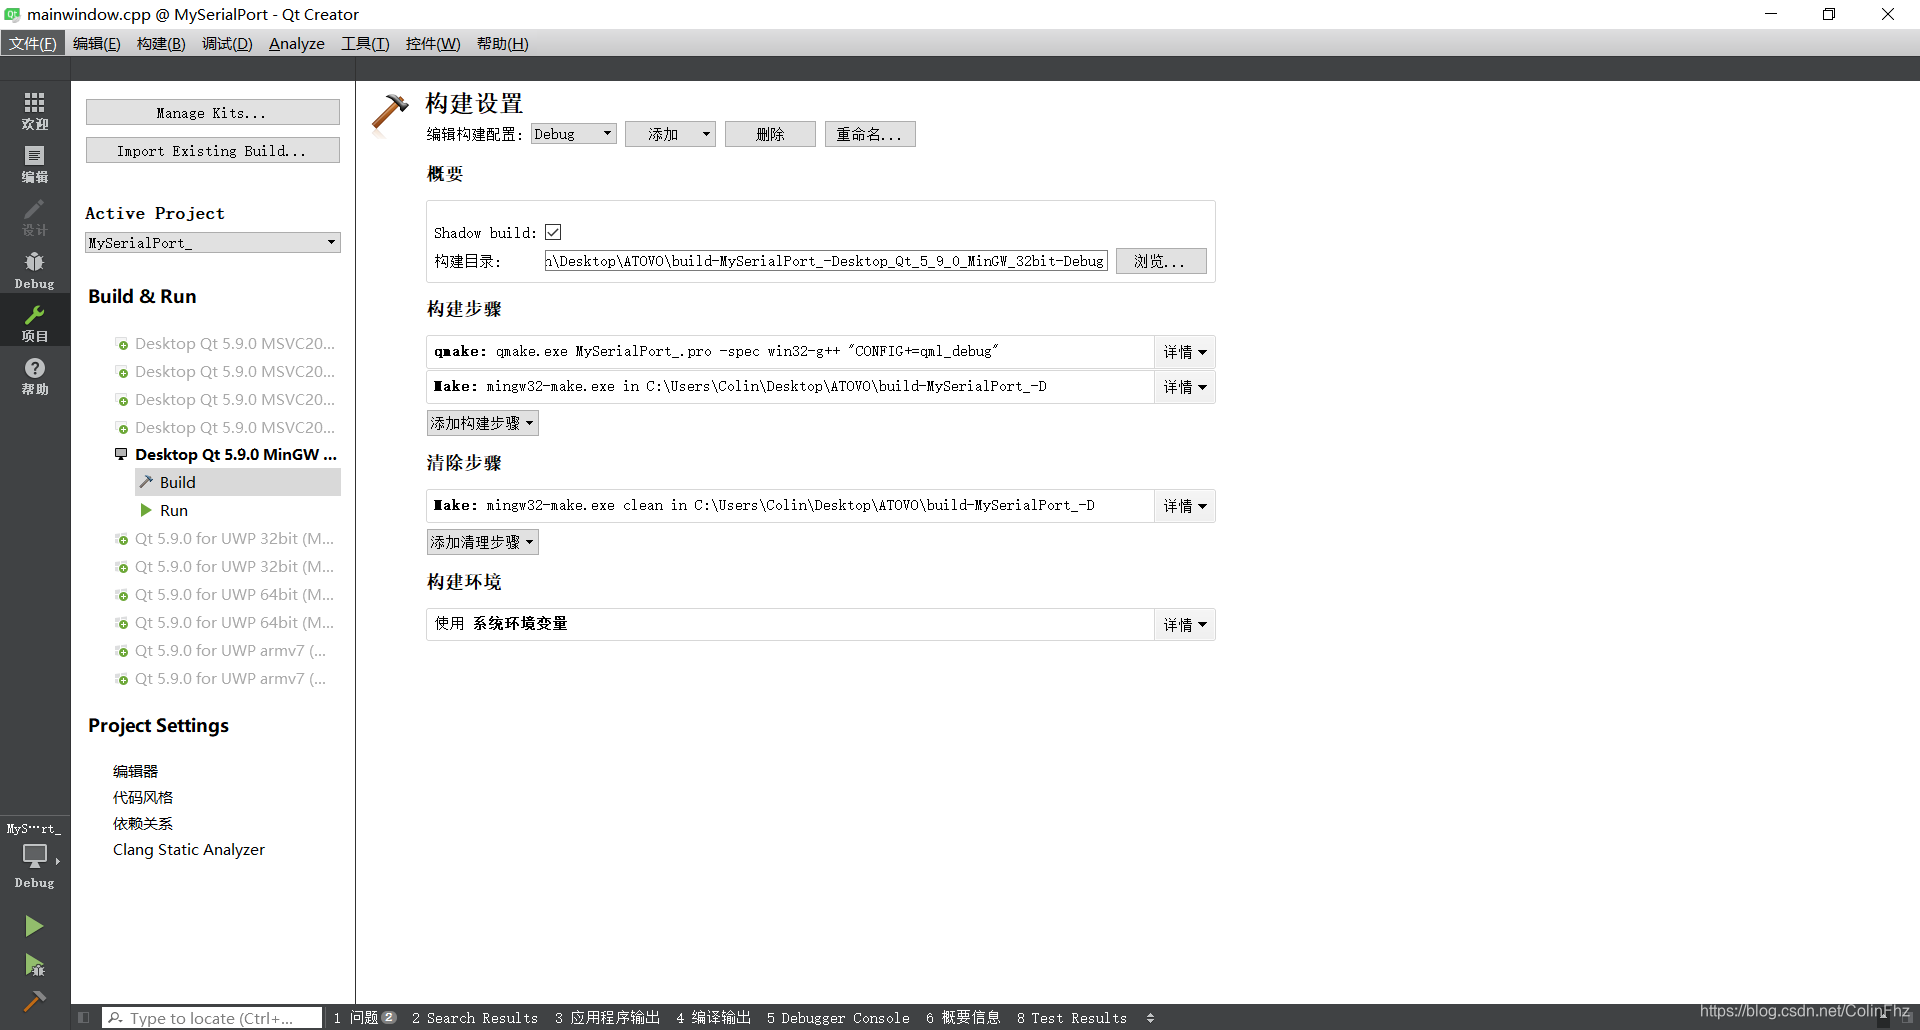 mainwindow.cpp @ MySerialPort - Qt Creator
文件(F) 编辑(E) 构建(B) 调试(D) Analyze 工具(T) 控件(W) 帮助(H)
欢迎
编辑
设计
Debug
项目
帮助
MyS···rt_
Debug
Manage Kits...
Import Existing Build...
Active Project
MySerialPort_
Build & Run
Desktop Qt 5.9.0 MSVC20...
Desktop Qt 5.9.0 MSVC20...
Desktop Qt 5.9.0 MSVC20...
Desktop Qt 5.9.0 MSVC20...
Desktop Qt 5.9.0 MinGW ...
Build
Run
Qt 5.9.0 for UWP 32bit (M...
Qt 5.9.0 for UWP 32bit (M...
Qt 5.9.0 for UWP 64bit (M...
Qt 5.9.0 for UWP 64bit (M...
Qt 5.9.0 for UWP armv7 (...
Qt 5.9.0 for UWP armv7 (...
Project Settings
编辑器
代码风格
依赖关系
Clang Static Analyzer
构建设置
编辑构建配置: Debug 添加 删除 重命名...
概要
Shadow build:
构建目录: n\Desktop\ATOVO\build-MySerialPort_-Desktop_Qt_5_9_0_MinGW_32bit-Debug 浏览...
构建步骤
qmake: qmake.exe MySerialPort_.pro -spec win32-g++ "CONFIG+=qml_debug" 详情
Make: mingw32-make.exe in C:\Users\Colin\Desktop\ATOVO\build-MySerialPort_-D 详情
添加构建步骤
清除步骤
Make: mingw32-make.exe clean in C:\Users\Colin\Desktop\ATOVO\build-MySerialPort_-D 详情
添加清理步骤
构建环境
使用 系统环境变量 详情
Type to locate (Ctrl+... 1 问题 2 2 Search Results 3 应用程序输出 4 编译输出 5 Debugger Console 6 概要信息 8 Test Results
https://blog.csdn.net/ColinFhz